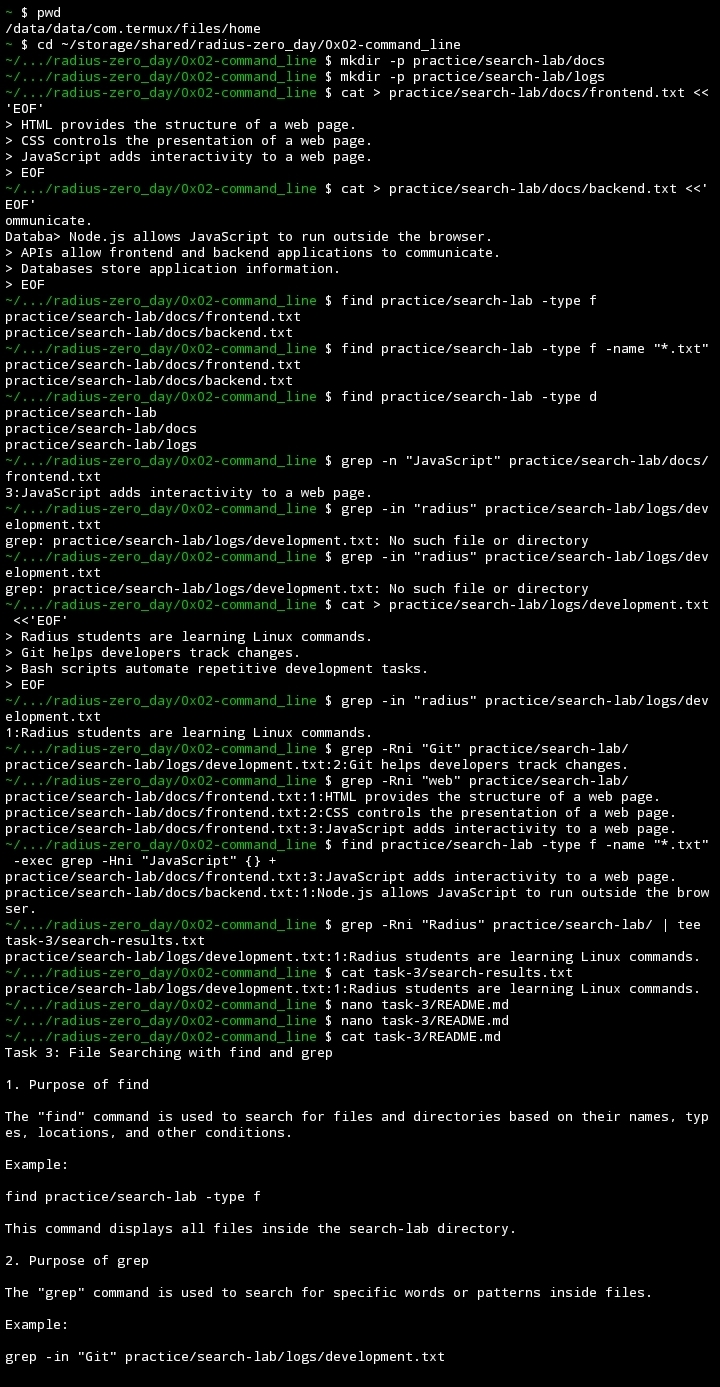 ~ $ pwd
/data/data/com.termux/files/home
~ $ cd ~/storage/shared/radius-zero_day/0x02-command_line
~/.../radius-zero_day/0x02-command_line $ mkdir -p practice/search-lab/docs
~/.../radius-zero_day/0x02-command_line $ mkdir -p practice/search-lab/logs
~/.../radius-zero_day/0x02-command_line $ cat > practice/search-lab/docs/frontend.txt <<
'EOF'
> HTML provides the structure of a web page.
> CSS controls the presentation of a web page.
> JavaScript adds interactivity to a web page.
> EOF
~/.../radius-zero_day/0x02-command_line $ cat > practice/search-lab/docs/backend.txt <<'
EOF'
ommunicate.
Databa> Node.js allows JavaScript to run outside the browser.
> APIs allow frontend and backend applications to communicate.
> Databases store application information.
> EOF
~/.../radius-zero_day/0x02-command_line $ find practice/search-lab -type f
practice/search-lab/docs/frontend.txt
practice/search-lab/docs/backend.txt
~/.../radius-zero_day/0x02-command_line $ find practice/search-lab -type f -name "*.txt"
practice/search-lab/docs/frontend.txt
practice/search-lab/docs/backend.txt
~/.../radius-zero_day/0x02-command_line $ find practice/search-lab -type d
practice/search-lab
practice/search-lab/docs
practice/search-lab/logs
~/.../radius-zero_day/0x02-command_line $ grep -n "JavaScript" practice/search-lab/docs/
frontend.txt
3:JavaScript adds interactivity to a web page.
~/.../radius-zero_day/0x02-command_line $ grep -in "radius" practice/search-lab/logs/dev
elopment.txt
grep: practice/search-lab/logs/development.txt: No such file or directory
~/.../radius-zero_day/0x02-command_line $ grep -in "radius" practice/search-lab/logs/dev
elopment.txt
grep: practice/search-lab/logs/development.txt: No such file or directory
~/.../radius-zero_day/0x02-command_line $ cat > practice/search-lab/logs/development.txt
 <<'EOF'
> Radius students are learning Linux commands.
> Git helps developers track changes.
> Bash scripts automate repetitive development tasks.
> EOF
~/.../radius-zero_day/0x02-command_line $ grep -in "radius" practice/search-lab/logs/dev
elopment.txt
1:Radius students are learning Linux commands.
~/.../radius-zero_day/0x02-command_line $ grep -Rni "Git" practice/search-lab/
practice/search-lab/logs/development.txt:2:Git helps developers track changes.
~/.../radius-zero_day/0x02-command_line $ grep -Rni "web" practice/search-lab/
practice/search-lab/docs/frontend.txt:1:HTML provides the structure of a web page.
practice/search-lab/docs/frontend.txt:2:CSS controls the presentation of a web page.
practice/search-lab/docs/frontend.txt:3:JavaScript adds interactivity to a web page.
~/.../radius-zero_day/0x02-command_line $ find practice/search-lab -type f -name "*.txt"
 -exec grep -Hni "JavaScript" {} +
practice/search-lab/docs/frontend.txt:3:JavaScript adds interactivity to a web page.
practice/search-lab/docs/backend.txt:1:Node.js allows JavaScript to run outside the brow
ser.
~/.../radius-zero_day/0x02-command_line $ grep -Rni "Radius" practice/search-lab/ | tee
task-3/search-results.txt
practice/search-lab/logs/development.txt:1:Radius students are learning Linux commands.
~/.../radius-zero_day/0x02-command_line $ cat task-3/search-results.txt
practice/search-lab/logs/development.txt:1:Radius students are learning Linux commands.
~/.../radius-zero_day/0x02-command_line $ nano task-3/README.md
~/.../radius-zero_day/0x02-command_line $ nano task-3/README.md
~/.../radius-zero_day/0x02-command_line $ cat task-3/README.md
Task 3: File Searching with find and grep

1. Purpose of find

The "find" command is used to search for files and directories based on their names, typ
es, locations, and other conditions.

Example:

find practice/search-lab -type f

This command displays all files inside the search-lab directory.

2. Purpose of grep

The "grep" command is used to search for specific words or patterns inside files.

Example:

grep -in "Git" practice/search-lab/logs/development.txt